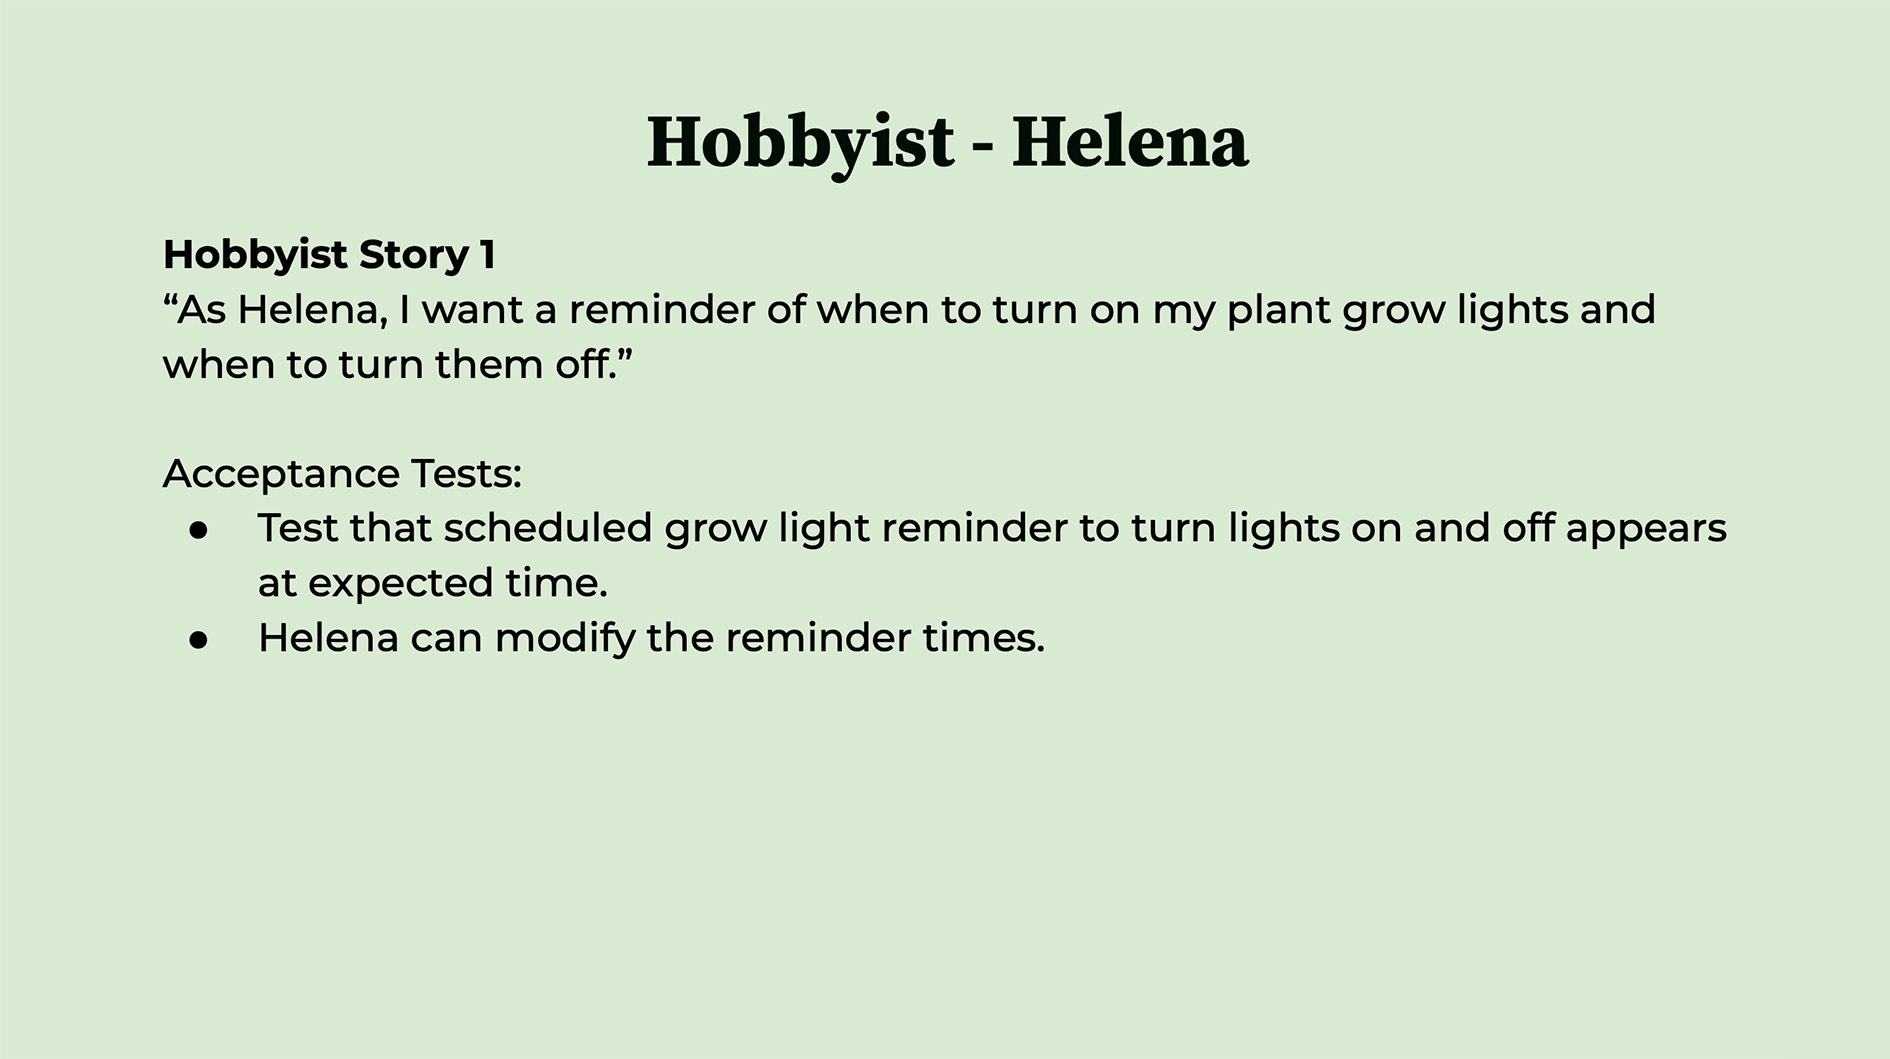 Hobbyist - Helena
Hobbyist Story 1
“As Helena, I want a reminder of when to turn on my plant grow lights and
when to turn them off.”
Acceptance Tests:
● Test that scheduled grow light reminder to turn lights on and off appears
at expected time.
● Helena can modify the reminder times.